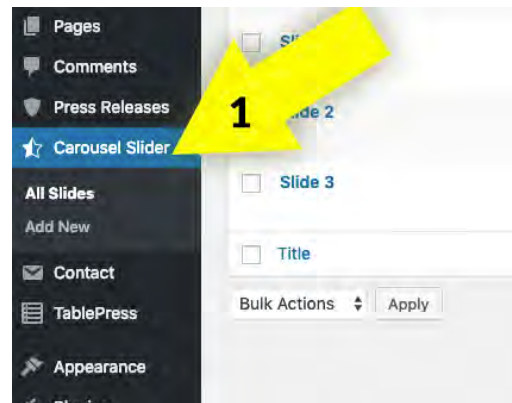 Pages
Comments
Press Releases
Carousel Slider
All Slides
Add New
Contact
TablePress
Appearance
1
Slide 2
Slide 3
Title
Bulk Actions
Apply